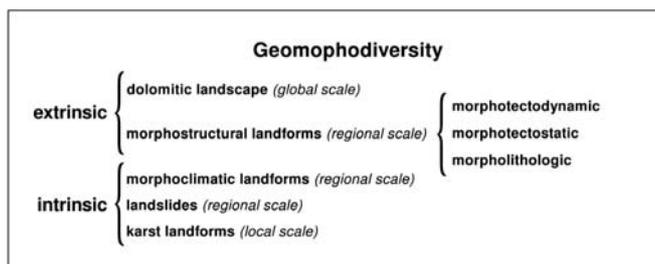 Geomophodiversity
extrinsic
dolomitic landscape (global scale)
morphostructural landforms (regional scale)
morphotectodynamic
morphotectostatic
morpholithologic
intrinsic
morphoclimatic landforms (regional scale)
landslides (regional scale)
karst landforms (local scale)